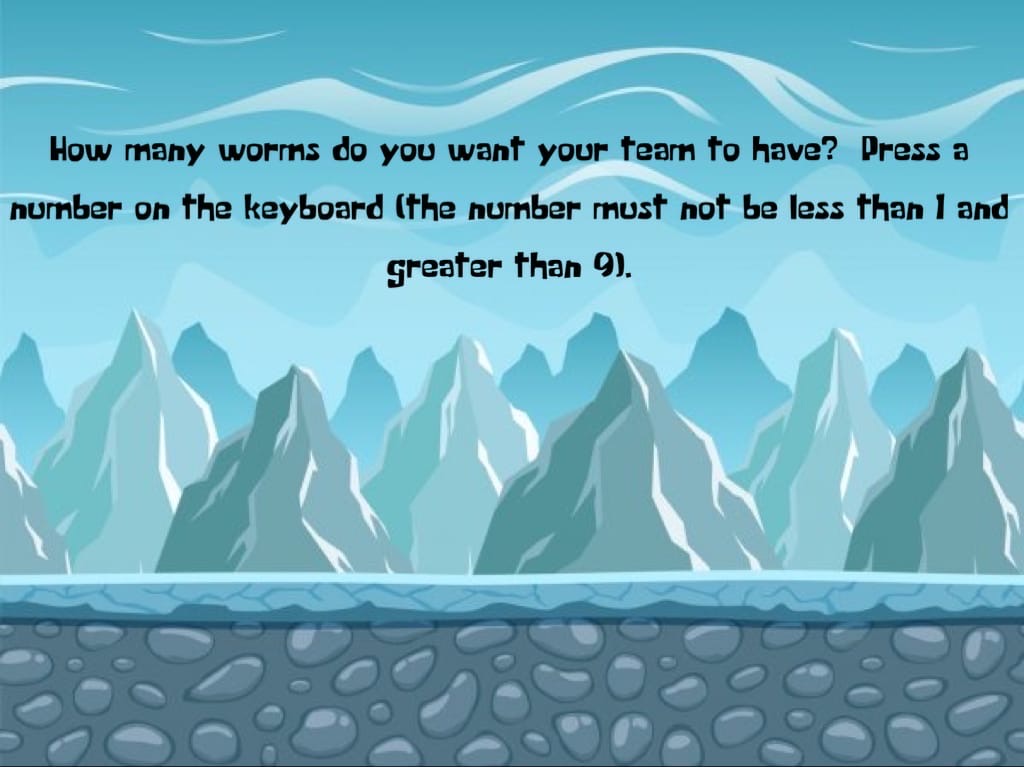 How many worms do you want your team to have?  Press a
number on the keyboard (the number must not be less than 1 and
greater than 9).